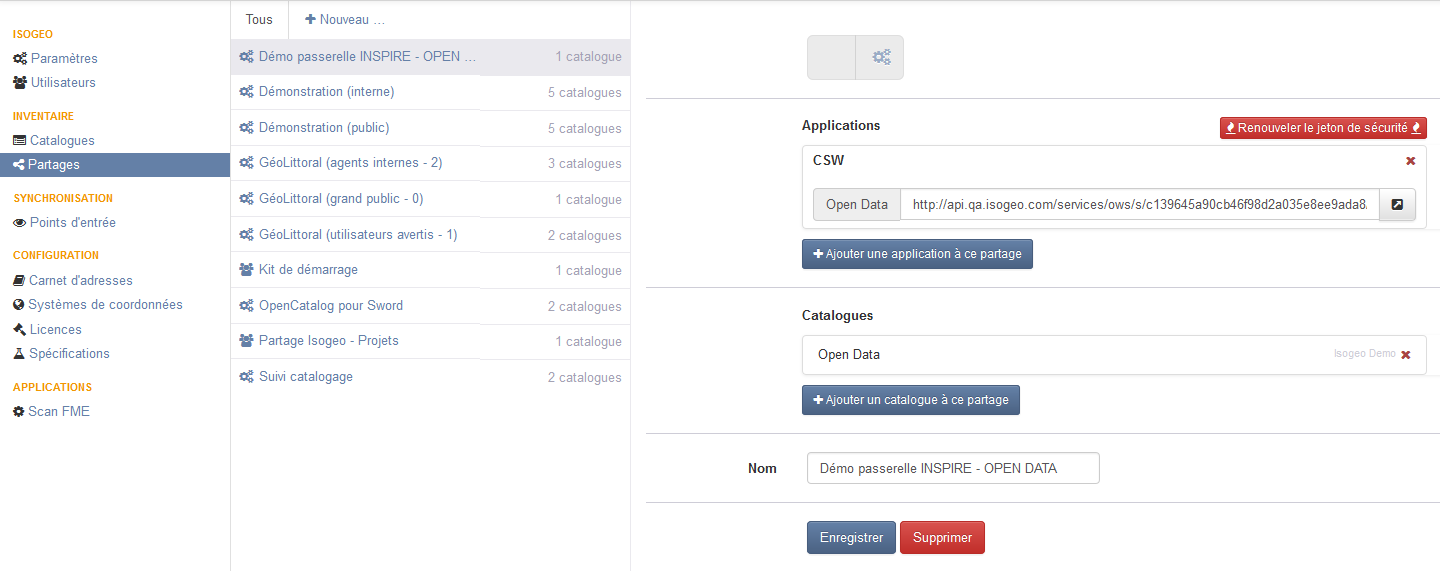 ISOGEO
Paramètres
Utilisateurs
INVENTAIRE
Catalogues
Partages
SYNCHRONISATION
Points d'entrée
CONFIGURATION
Carnet d'adresses
Systèmes de coordonnées
Licences
Spécifications
APPLICATIONS
Scan FME
Tous
Nouveau ...
Démo passerelle INSPIRE - OPEN ... 1 catalogue
Démonstration (interne) 5 catalogues
Démonstration (public) 5 catalogues
GéoLittoral (agents internes - 2) 3 catalogues
GéoLittoral (grand public - 0) 1 catalogue
GéoLittoral (utilisateurs avertis - 1) 2 catalogues
Kit de démarrage 1 catalogue
OpenCatalog pour Sword 2 catalogues
Partage Isogeo - Projets 1 catalogue
Suivi catalogage 2 catalogues
Applications Renouveler le jeton de sécurité
CSW
Open Data http://api.qa.isogeo.com/services/ows/s/c139645a90cb46f98d2a035e8ee9ada8/
Ajouter une application à ce partage
Catalogues
Open Data Isogeo Demo
Ajouter un catalogue à ce partage
Nom Démo passerelle INSPIRE - OPEN DATA
Enregistrer Supprimer